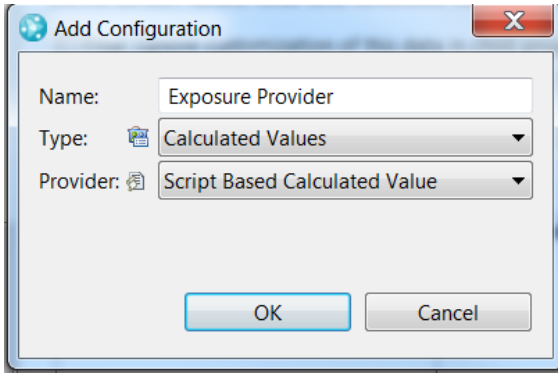 Add Configuration
Name: Exposure Provider
Type: Calculated Values
Provider: Script Based Calculated Value
OK Cancel